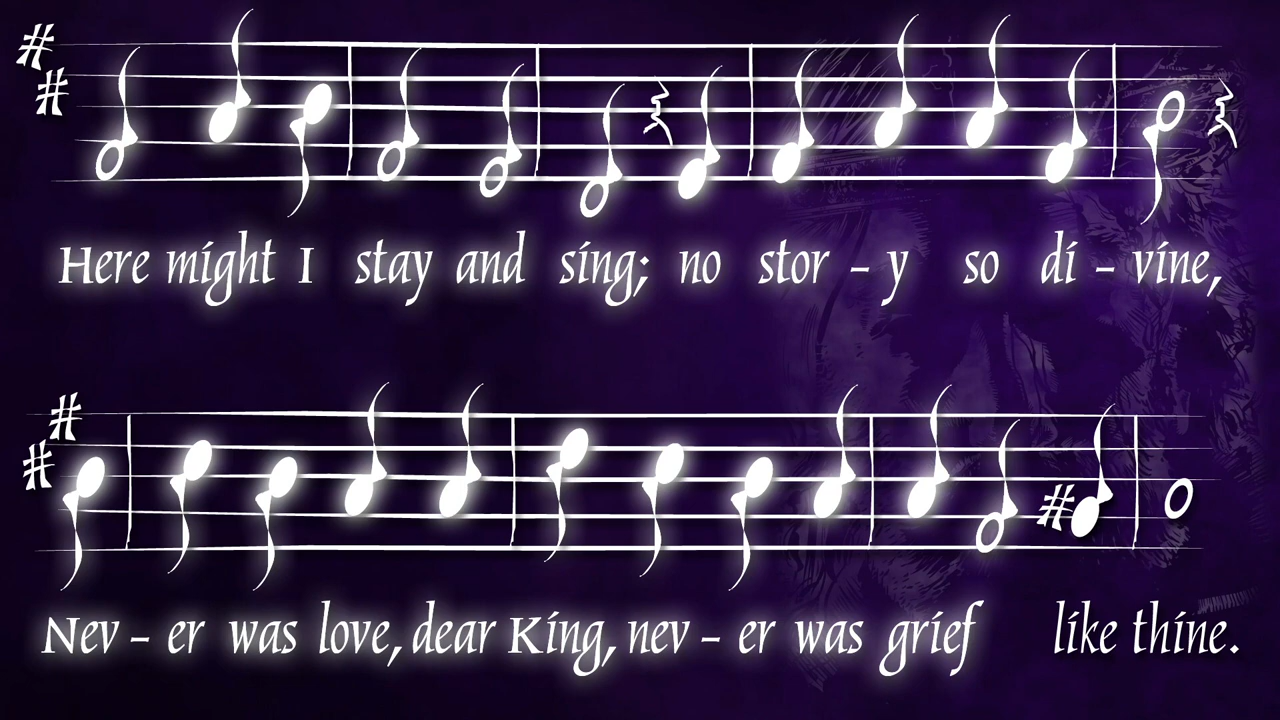 Here might I stay and sing; no stor – y so di – vine,
Nev – er was love, dear King, nev – er was grief like thine.